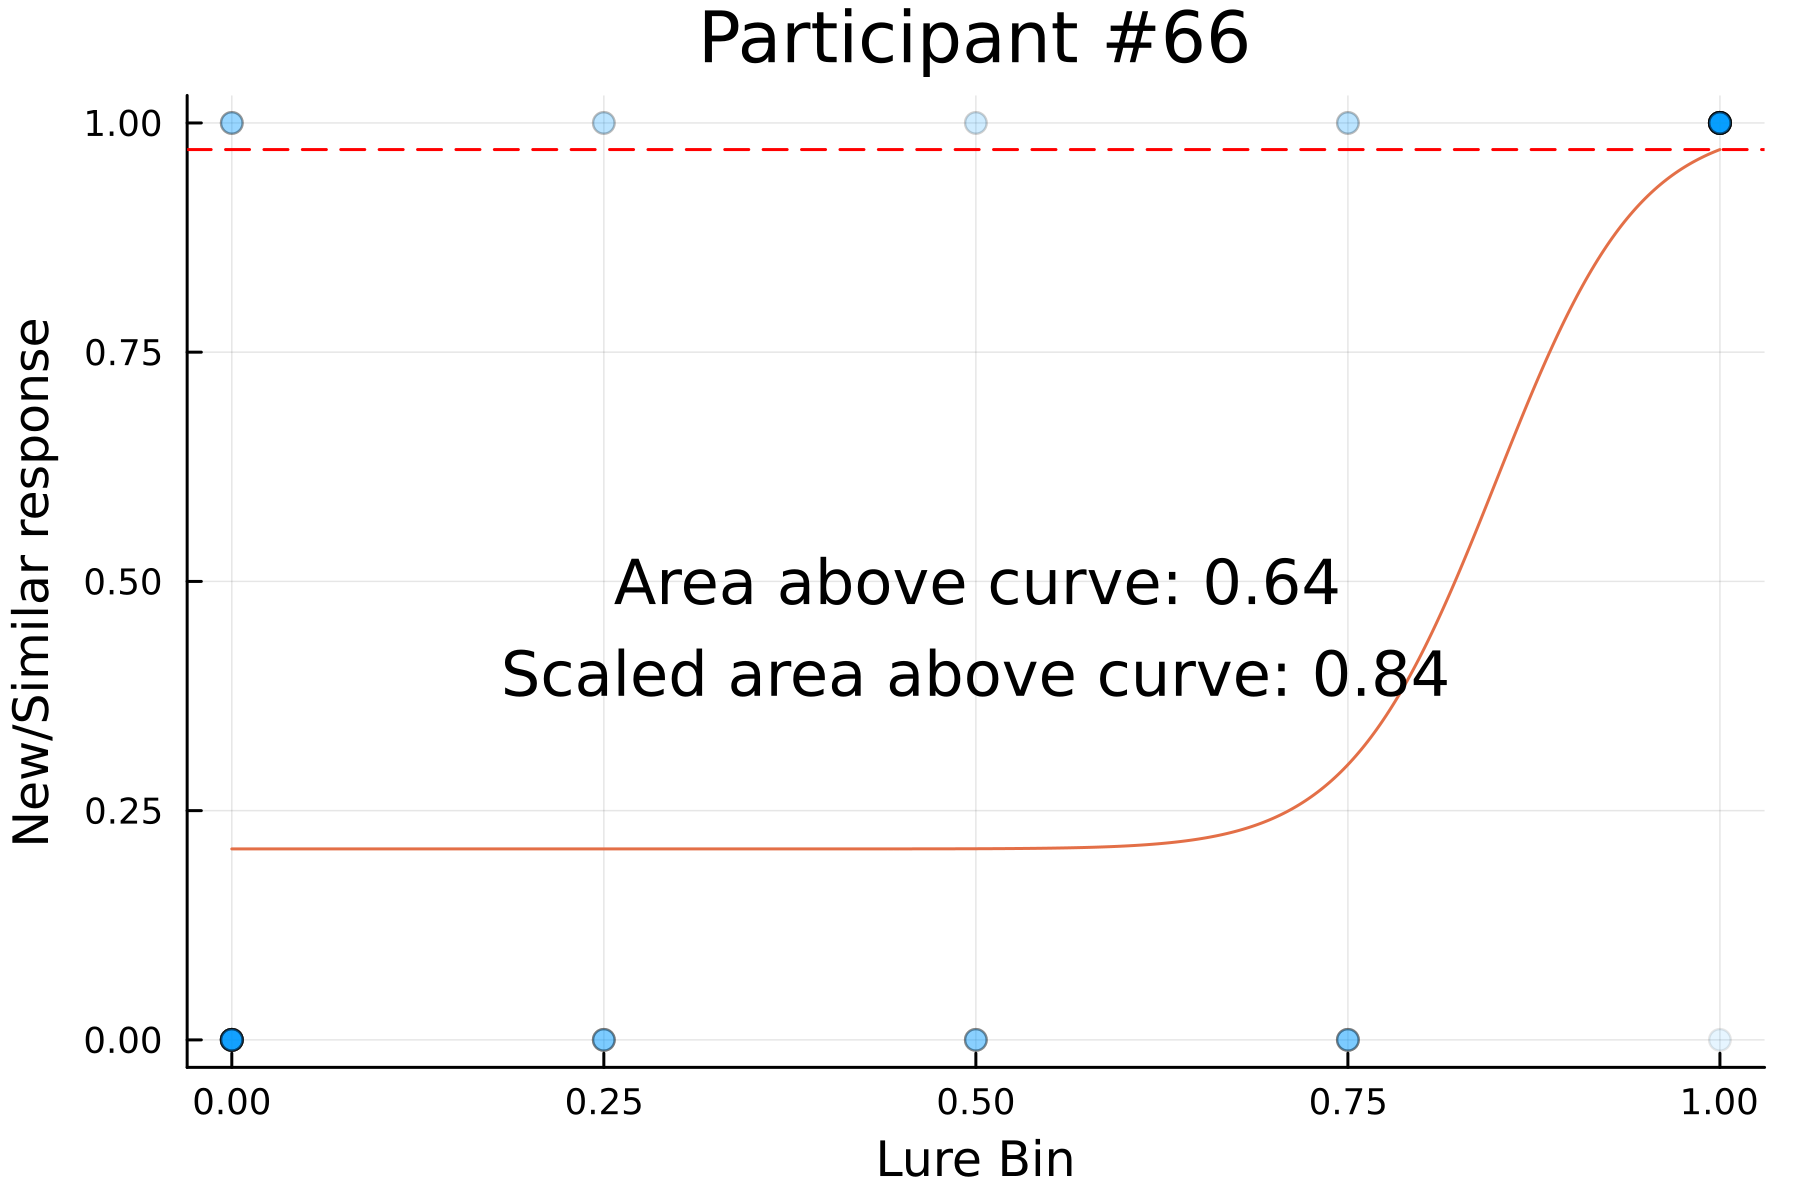 Participant #66
1.00
0.75
0.50
0.25
0.00
New/Similar response
Area above curve: 0.64
Scaled area above curve: 0.84
0.00 0.25 0.50 0.75 1.00
Lure Bin